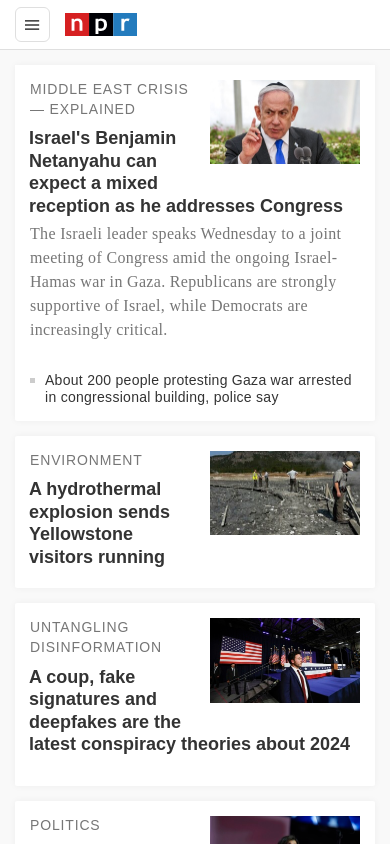 npr
MIDDLE EAST CRISIS
— EXPLAINED
Israel's Benjamin
Netanyahu can
expect a mixed
reception as he addresses Congress
The Israeli leader speaks Wednesday to a joint
meeting of Congress amid the ongoing Israel-
Hamas war in Gaza. Republicans are strongly
supportive of Israel, while Democrats are
increasingly critical.
About 200 people protesting Gaza war arrested
in congressional building, police say
ENVIRONMENT
A hydrothermal
explosion sends
Yellowstone
visitors running
UNTANGLING
DISINFORMATION
A coup, fake
signatures and
deepfakes are the
latest conspiracy theories about 2024
POLITICS